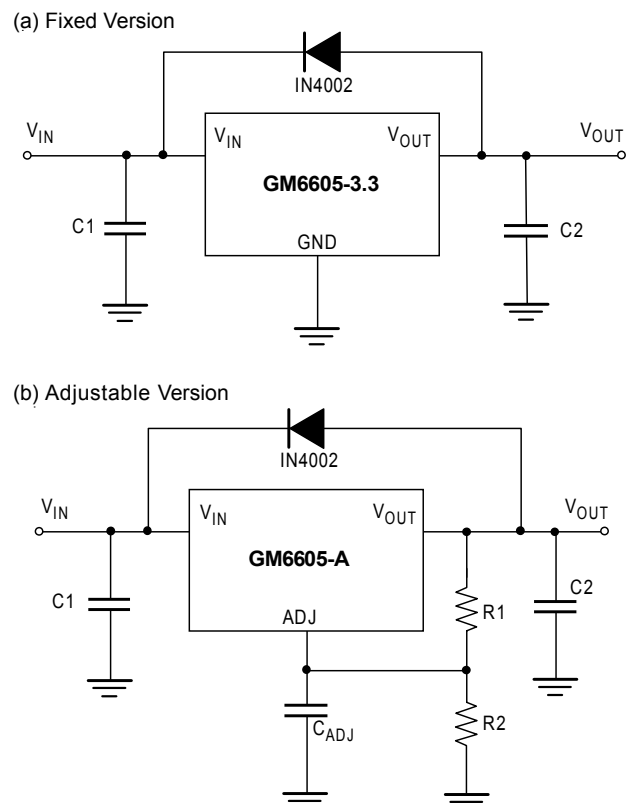 (a) Fixed Version
IN4002
VIN
VIN
VOUT
VOUT
GM6605-3.3
C1
C2
GND
(b) Adjustable Version
IN4002
VIN
VIN
VOUT
VOUT
GM6605-A
C1
C2
R1
ADJ
CADJ
R2